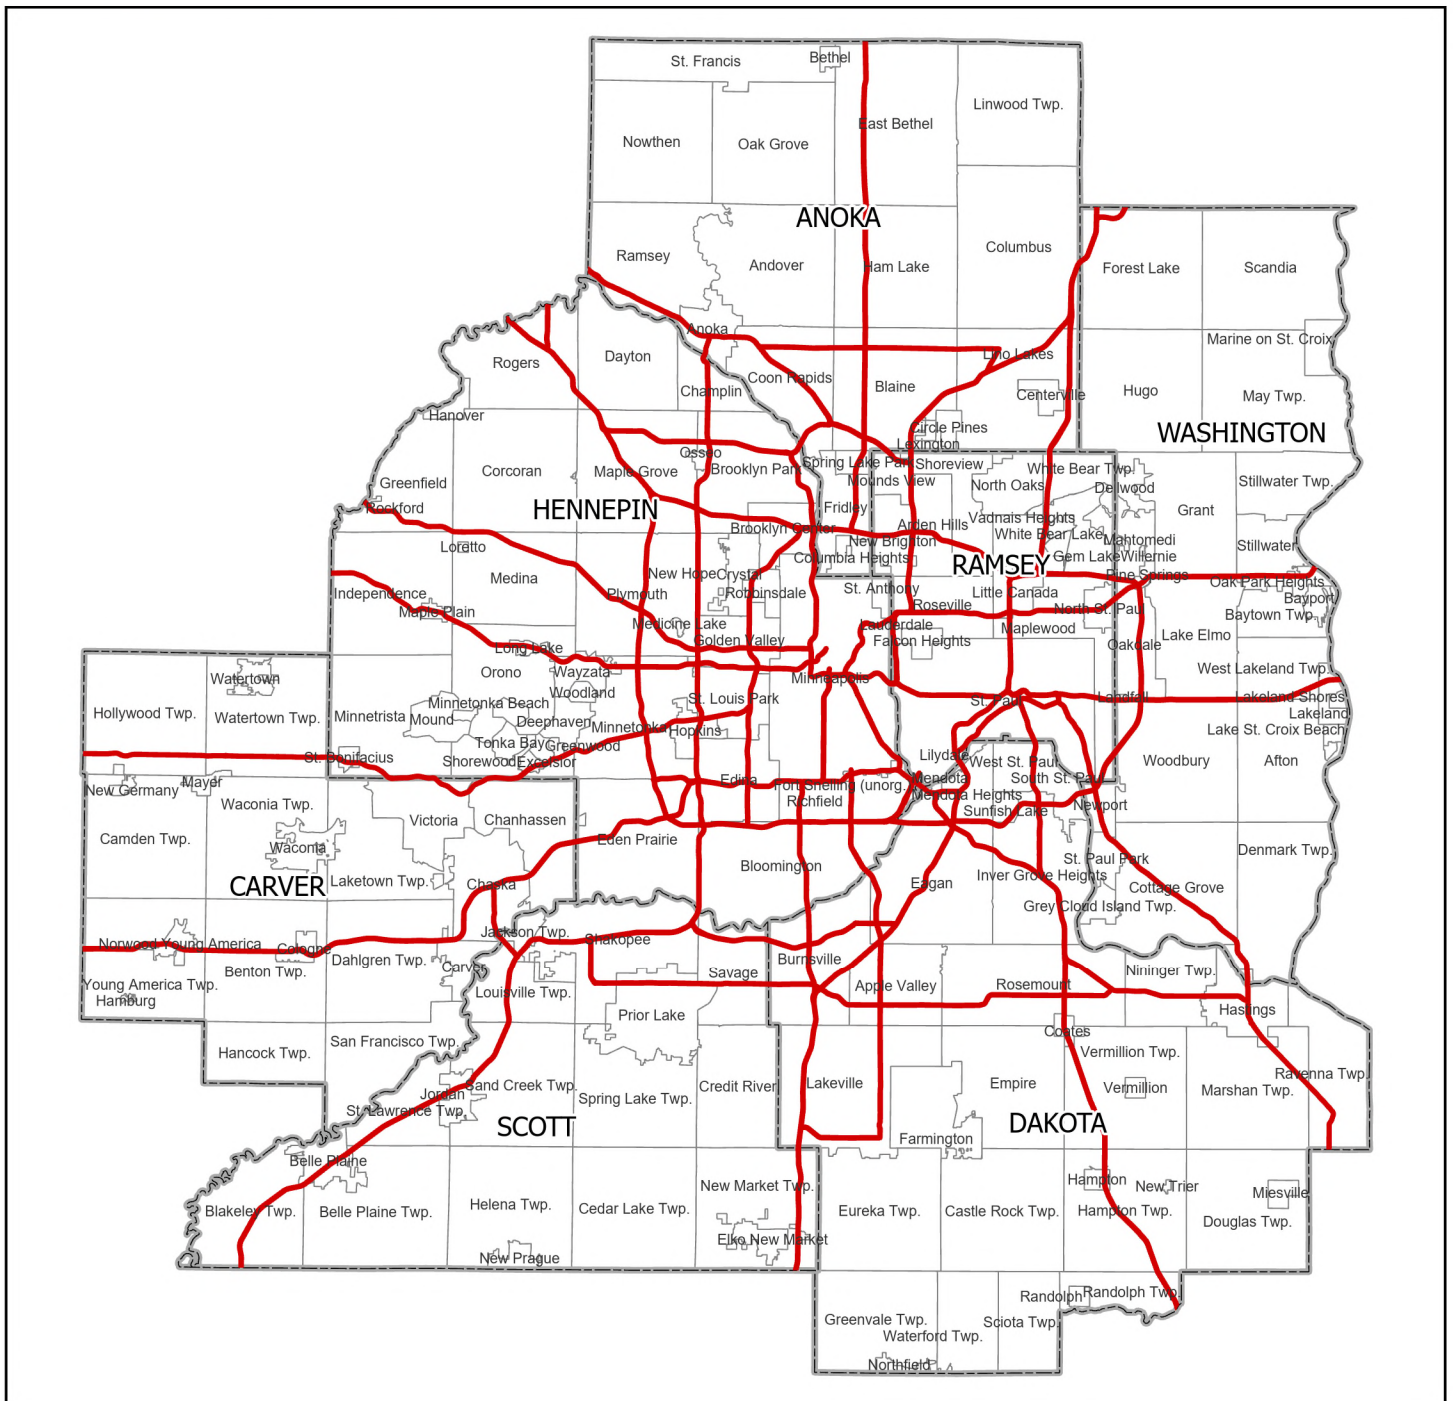 Bethel
St. Francis
Linwood Twp.
East Bethel
Nowthen
Oak Grove
ANOKA
Columbus
Ramsey
Andover
Ham Lake
Forest Lake
Scandia
Anoka
Marine on St. Croix
Lino Lakes
Dayton
Rogers
Coon Rapids
Blaine
Champlin
Centerville
Hugo
May Twp.
Hanover
Circle Pines
WASHINGTON
Lexington
Osseo
Spring Lake Park
Shoreview
Brooklyn Park
White Bear Twp.
Corcoran
Maple Grove
Mounds View
Greenfield
North Oaks
Dellwood
Stillwater Twp.
Rockford
HENNEPIN
Fridley
Grant
Vadnais Heights
Arden Hills
Brooklyn Center
White Bear Lake
New Brighton
Mahtomedi
Loretto
Stillwater
Columbia Heights
Gem Lake
Willernie
RAMSEY
Medina
New Hope
Crystal
Pine Springs
Oak Park Heights
Independence
Plymouth
Robbinsdale
St. Anthony
Little Canada
Bayport
Maple Plain
Roseville
North St. Paul
Baytown Twp.
Medicine Lake
Lauderdale
Maplewood
Lake Elmo
Golden Valley
Falcon Heights
Oakdale
Long Lake
West Lakeland Twp.
Orono
Wayzata
Watertown
Minneapolis
Woodland
Minnetonka Beach
St. Louis Park
St. Paul
Landfall
Lakeland Shores
Hollywood Twp.
Watertown Twp.
Minnetrista
Mound
Deephaven
Lakeland
Minnetonka
Hopkins
Lake St. Croix Beach
Tonka Bay
Greenwood
St. Bonifacius
Shorewood
Excelsior
Lilydale
West St. Paul
Woodbury
Afton
Mayer
Edina
Fort Snelling (unorg.)
Mendota
South St. Paul
New Germany
Richfield
Mendota Heights
Waconia Twp.
Newport
Sunfish Lake
Victoria
Chanhassen
Camden Twp.
Eden Prairie
Waconia
Denmark Twp.
St. Paul Park
Bloomington
Inver Grove Heights
CARVER
Laketown Twp.
Chaska
Eagan
Cottage Grove
Grey Cloud Island Twp.
Jackson Twp.
Shakopee
Norwood Young America
Cologne
Dahlgren Twp.
Burnsville
Carver
Benton Twp.
Savage
Nininger Twp.
Young America Twp.
Louisville Twp.
Apple Valley
Rosemount
Hamburg
Hastings
Prior Lake
Coates
San Francisco Twp.
Hancock Twp.
Vermillion Twp.
Ravenna Twp.
Sand Creek Twp.
Credit River
Lakeville
Empire
Vermillion
Marshan Twp.
Jordan
Spring Lake Twp.
St. Lawrence Twp.
SCOTT
DAKOTA
Farmington
Belle Plaine
Hampton
New Trier
New Market Twp.
Miesville
Blakeley Twp.
Belle Plaine Twp.
Helena Twp.
Cedar Lake Twp.
Eureka Twp.
Castle Rock Twp.
Hampton Twp.
Douglas Twp.
Elko New Market
New Prague
Randolph
Randolph Twp.
Greenvale Twp.
Sciota Twp.
Waterford Twp.
Northfield